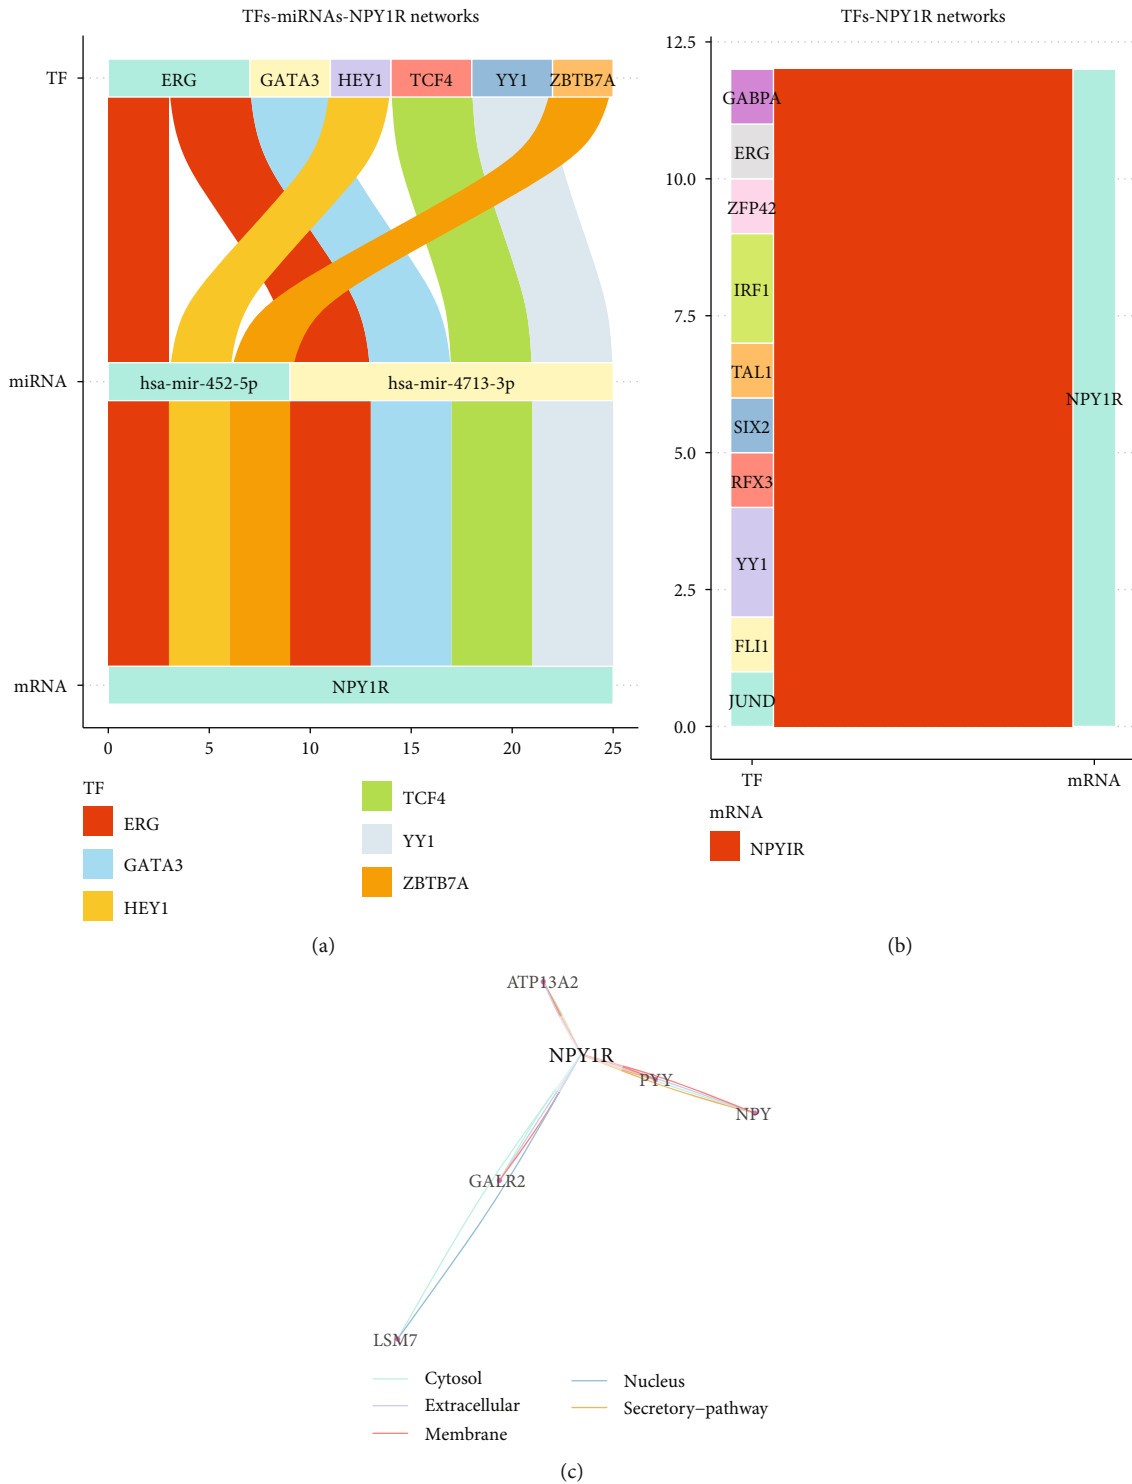 TFs-miRNAs-NPY1R networks
TF
ERG
GATA3
HEY1
TCF4
YY1
ZBTB7A
miRNA
hsa-mir-452-5p
hsa-mir-4713-3p
mRNA
NPY1R
0
5
10
15
20
25
TF
ERG
GATA3
HEY1
TCF4
YY1
ZBTB7A
(a)
TFs-NPY1R networks
12.5
10.0
7.5
5.0
2.5
0.0
GABPA
ERG
ZFP42
IRF1
TAL1
SIX2
RFX3
YY1
FLI1
JUND
NPY1R
TF
mRNA
mRNA
NPYIR
(b)
ATP13A2
NPY1R
PYY
NPY
GALR2
LSM7
Cytosol
Extracellular
Membrane
Nucleus
Secretory−pathway
(c)